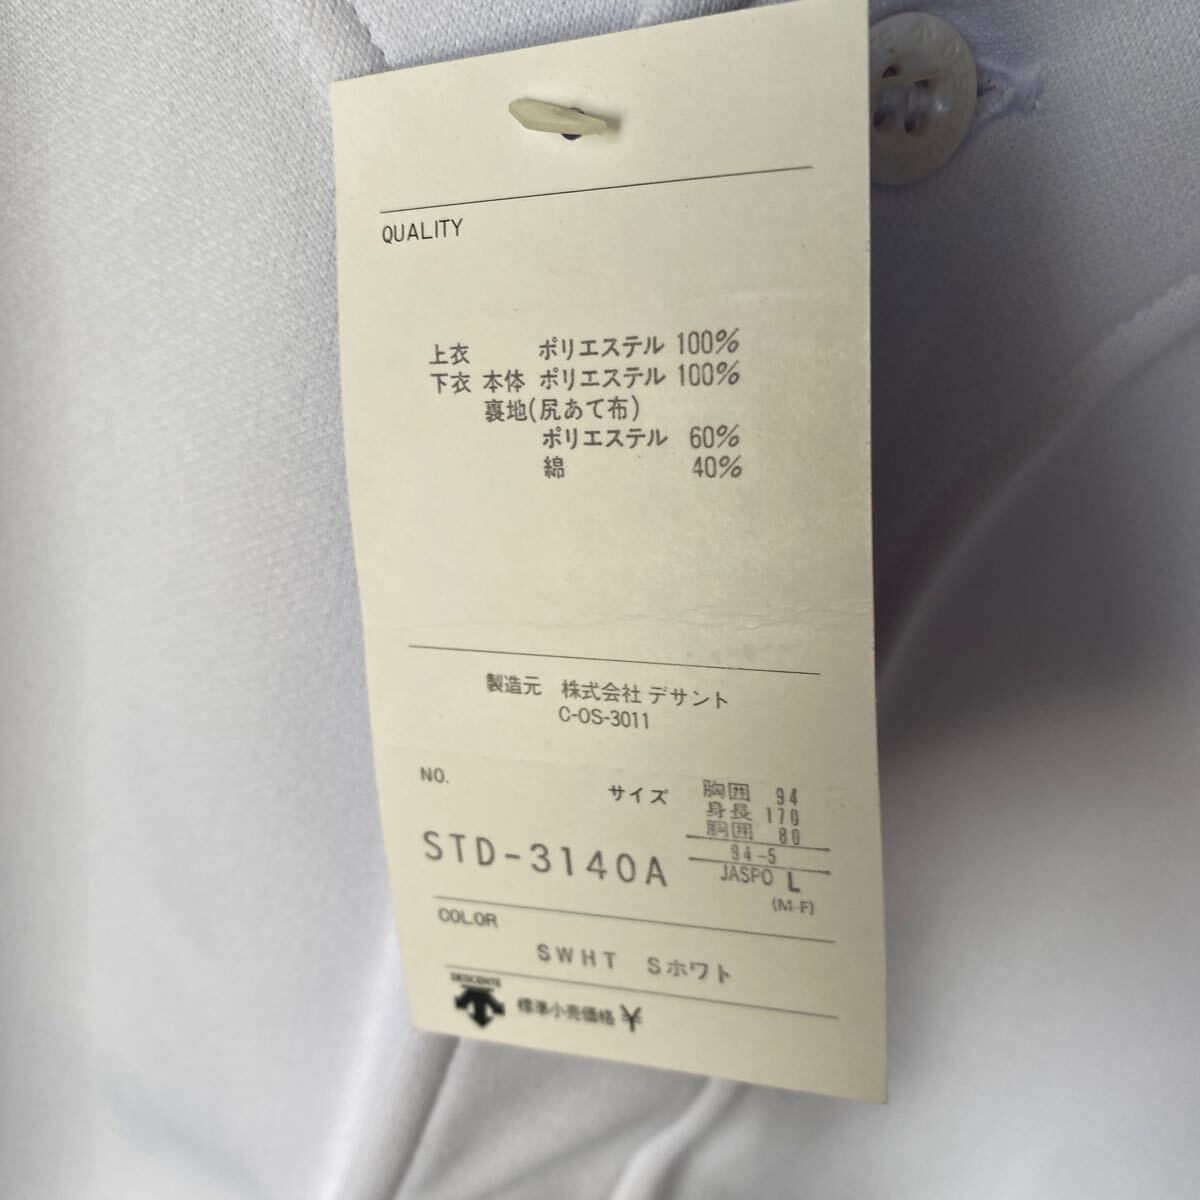 QUALITY
上衣 ポリエステル 100%
下衣 本体 ポリエステル 100%
裏地(尻あて布)
ポリエステル 60%
綿 40%
製造元 株式会社 デサント
C-OS-3011
NO.
サイズ
胸囲 94
身長 170
胴囲 80
94-5
JASPO L
(M-F)
STD-3140A
COLOR
SWHT Sホワト
DESCENTE
標準小売価格 ¥